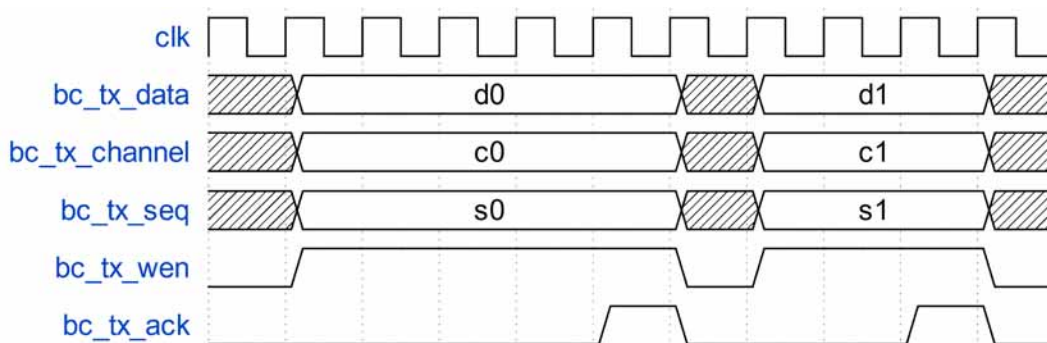 clk
bc_tx_data d0 d1
bc_tx_channel c0 c1
bc_tx_seq s0 s1
bc_tx_wen
bc_tx_ack